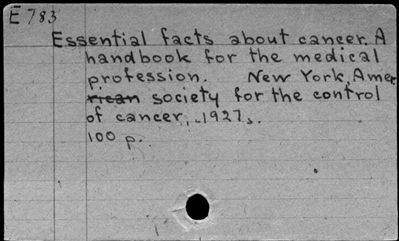 E 783
Essential facts about cancer. A
handbook for the medical
profession. New York, Amer
rican society for the control
of cancer, 1927.
100 p.